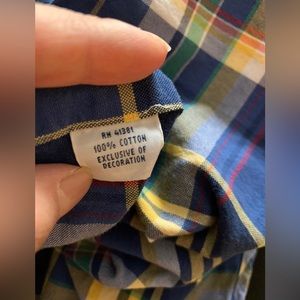 RN 41381
100% COTTON
EXCLUSIVE OF
DECORATION